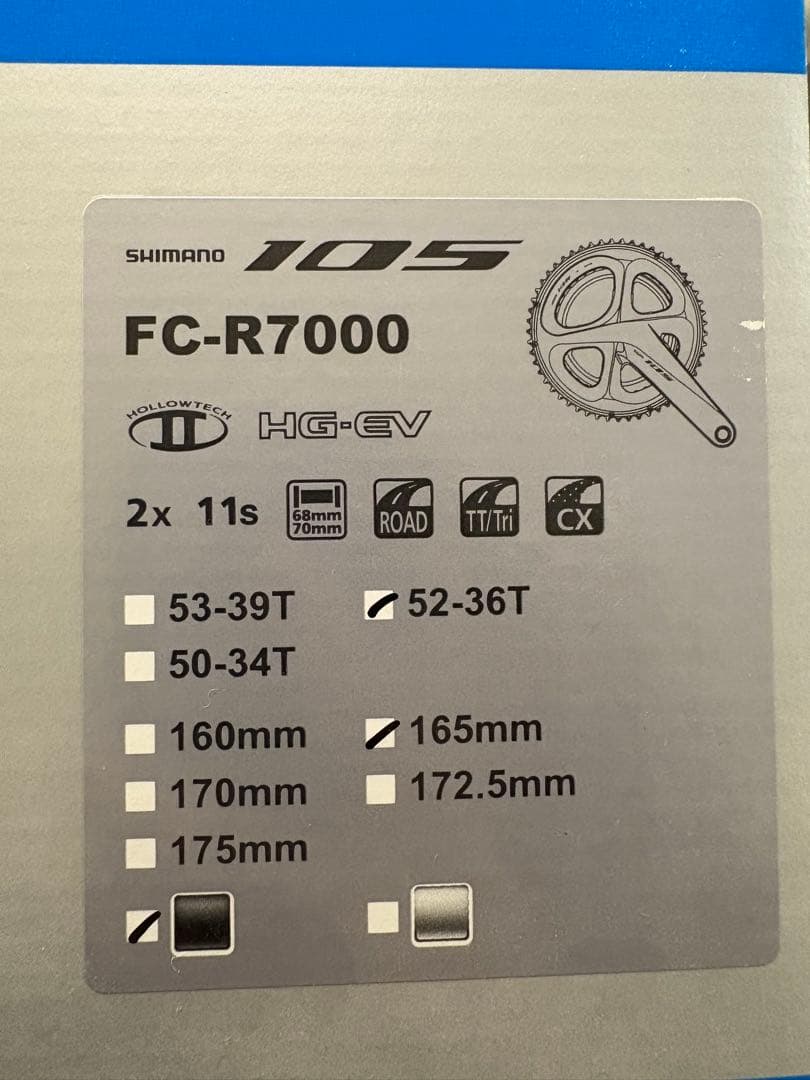 SHIMANO 105
FC-R7000
HOLLOWTECH II HG-EV
2x 11s 68mm 70mm ROAD TT/Tri CX
53-39T 52-36T
50-34T
160mm 165mm
170mm 172.5mm
175mm
105